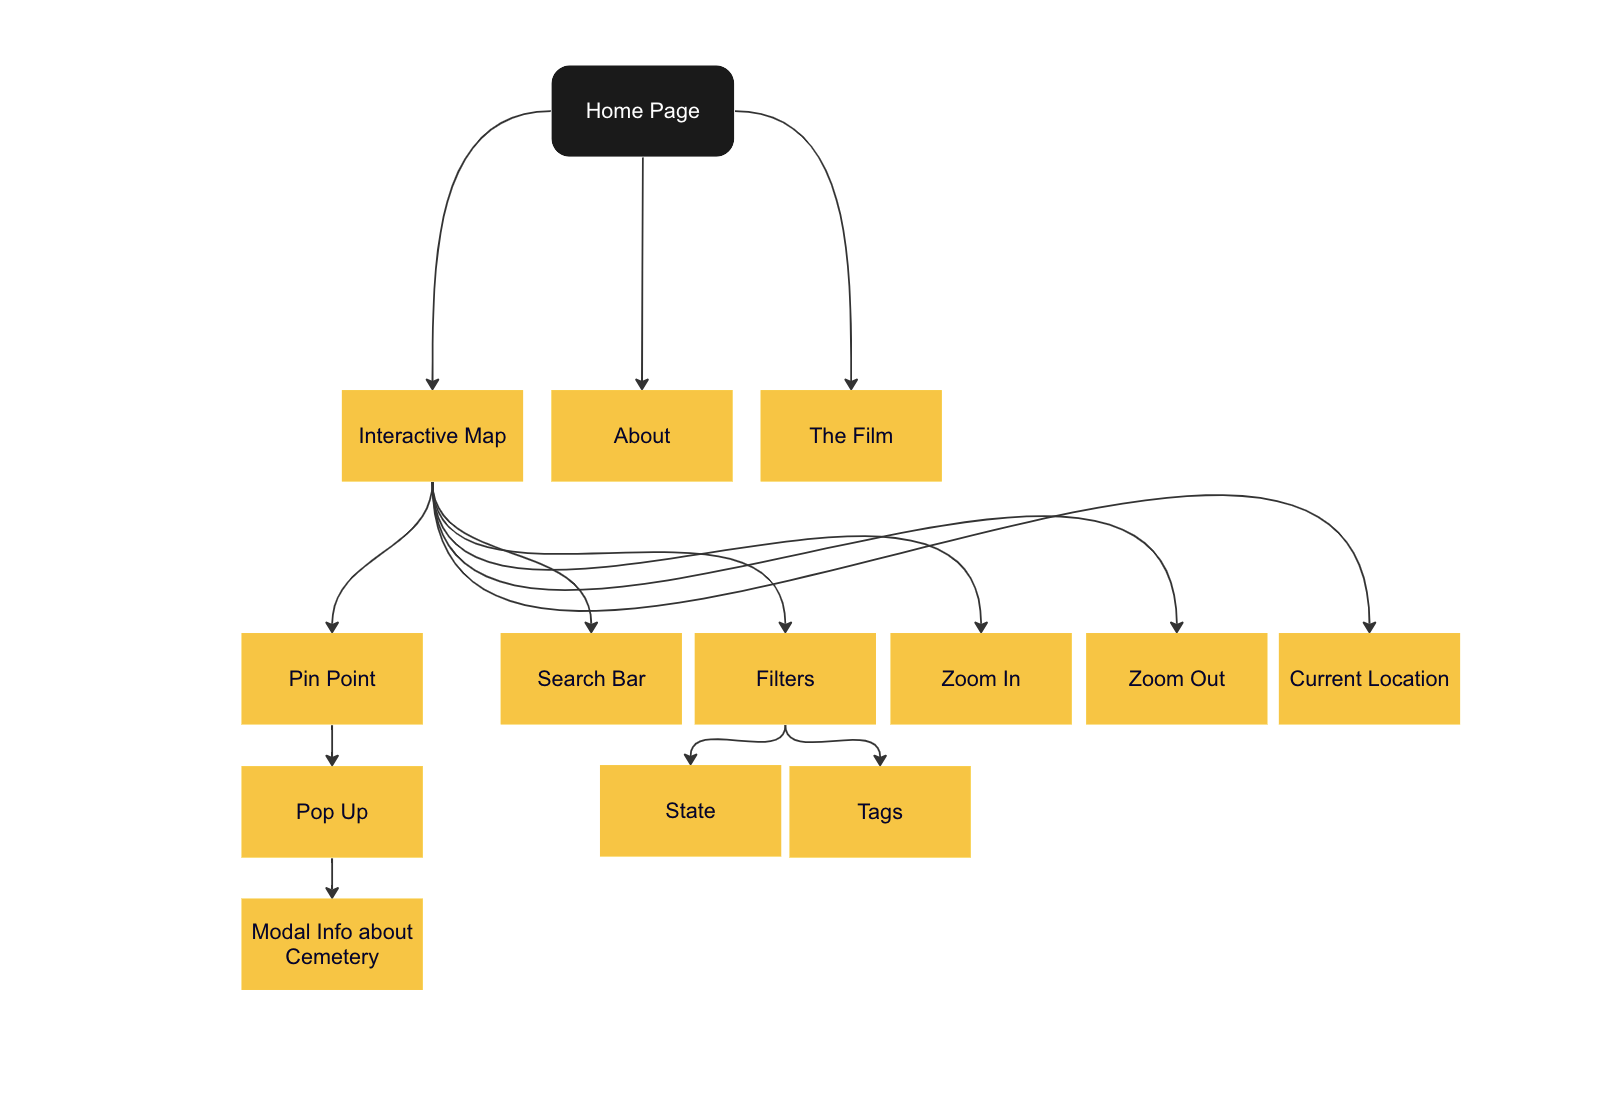 Home Page
Interactive Map
About
The Film
Pin Point
Search Bar
Filters
Zoom In
Zoom Out
Current Location
Pop Up
State
Tags
Modal Info about
Cemetery